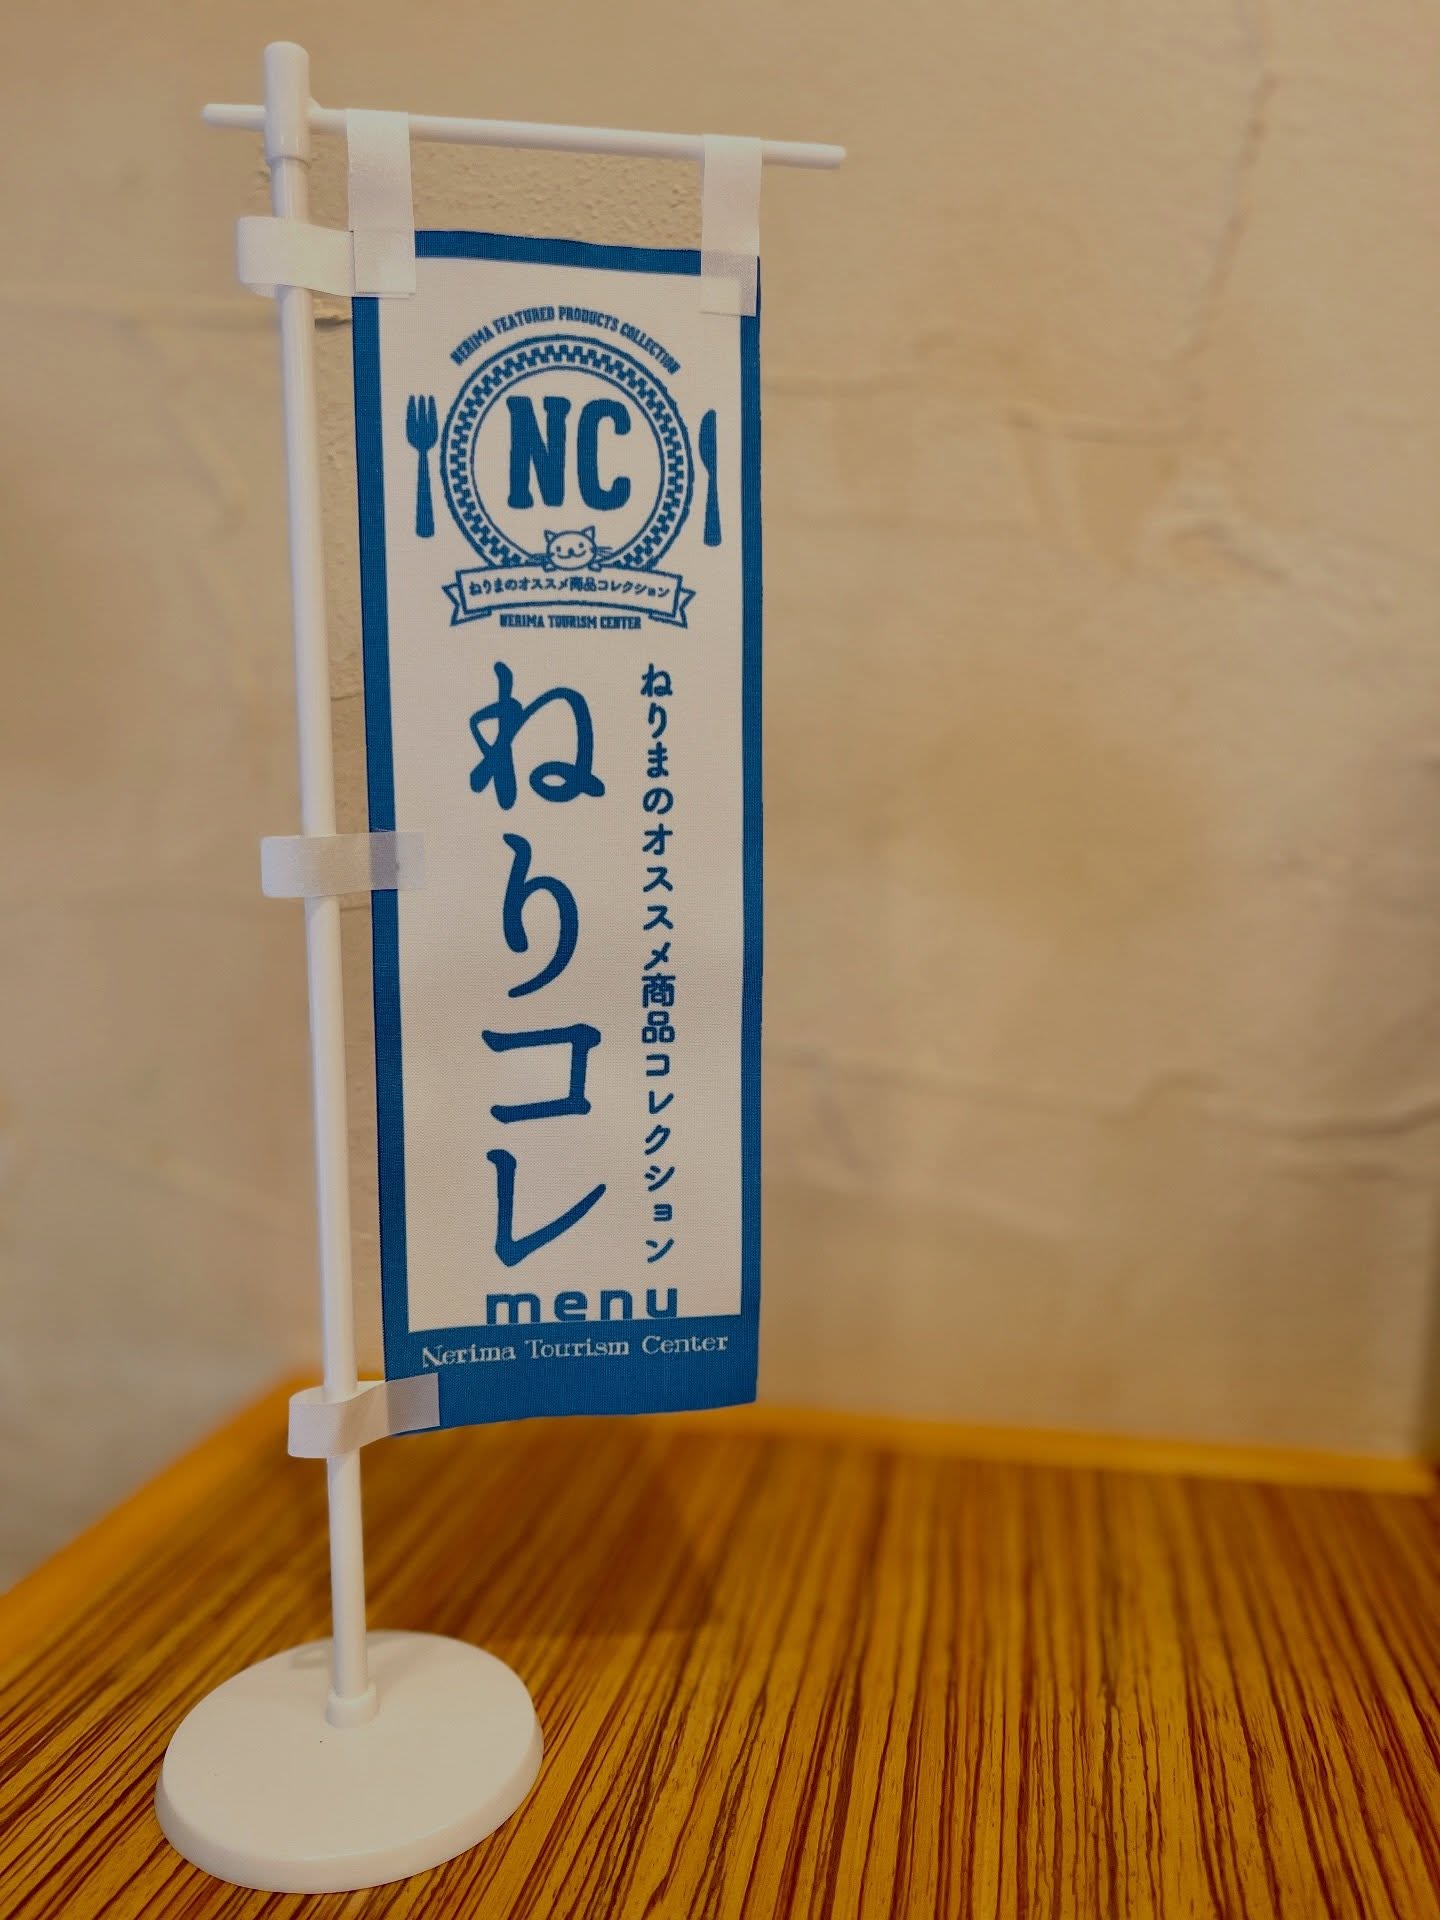 NERIMA FEATURED PRODUCTS COLLECTION
NC
ねりまのオススメ商品コレクション
NERIMA TOURISM CENTER
ねりまのオススメ商品コレクション
ねりコレ
menu
Nerima Tourism Center